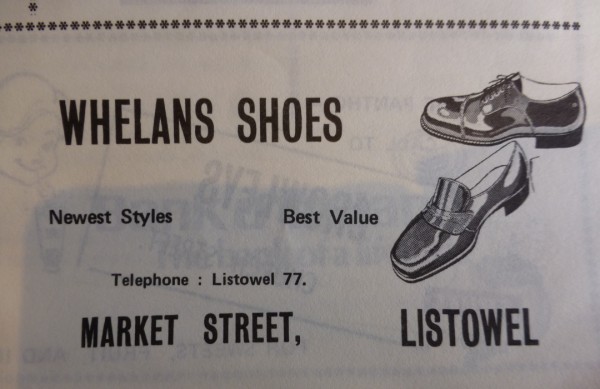 WHELANS SHOES
Newest Styles Best Value
Telephone : Listowel 77.
MARKET STREET, LISTOWEL